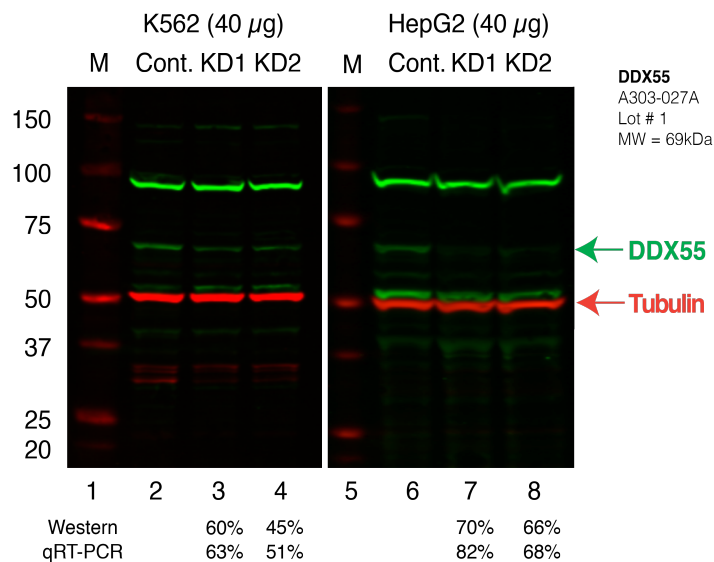 K562 (40 µg) HepG2 (40 µg)
M Cont. KD1 KD2 M Cont. KD1 KD2
DDX55
A303-027A
Lot # 1
MW = 69kDa
150
100
75
50
37
25
20
DDX55
Tubulin
1 2 3 4 5 6 7 8
Western 60% 45% 70% 66%
qRT-PCR 63% 51% 82% 68%